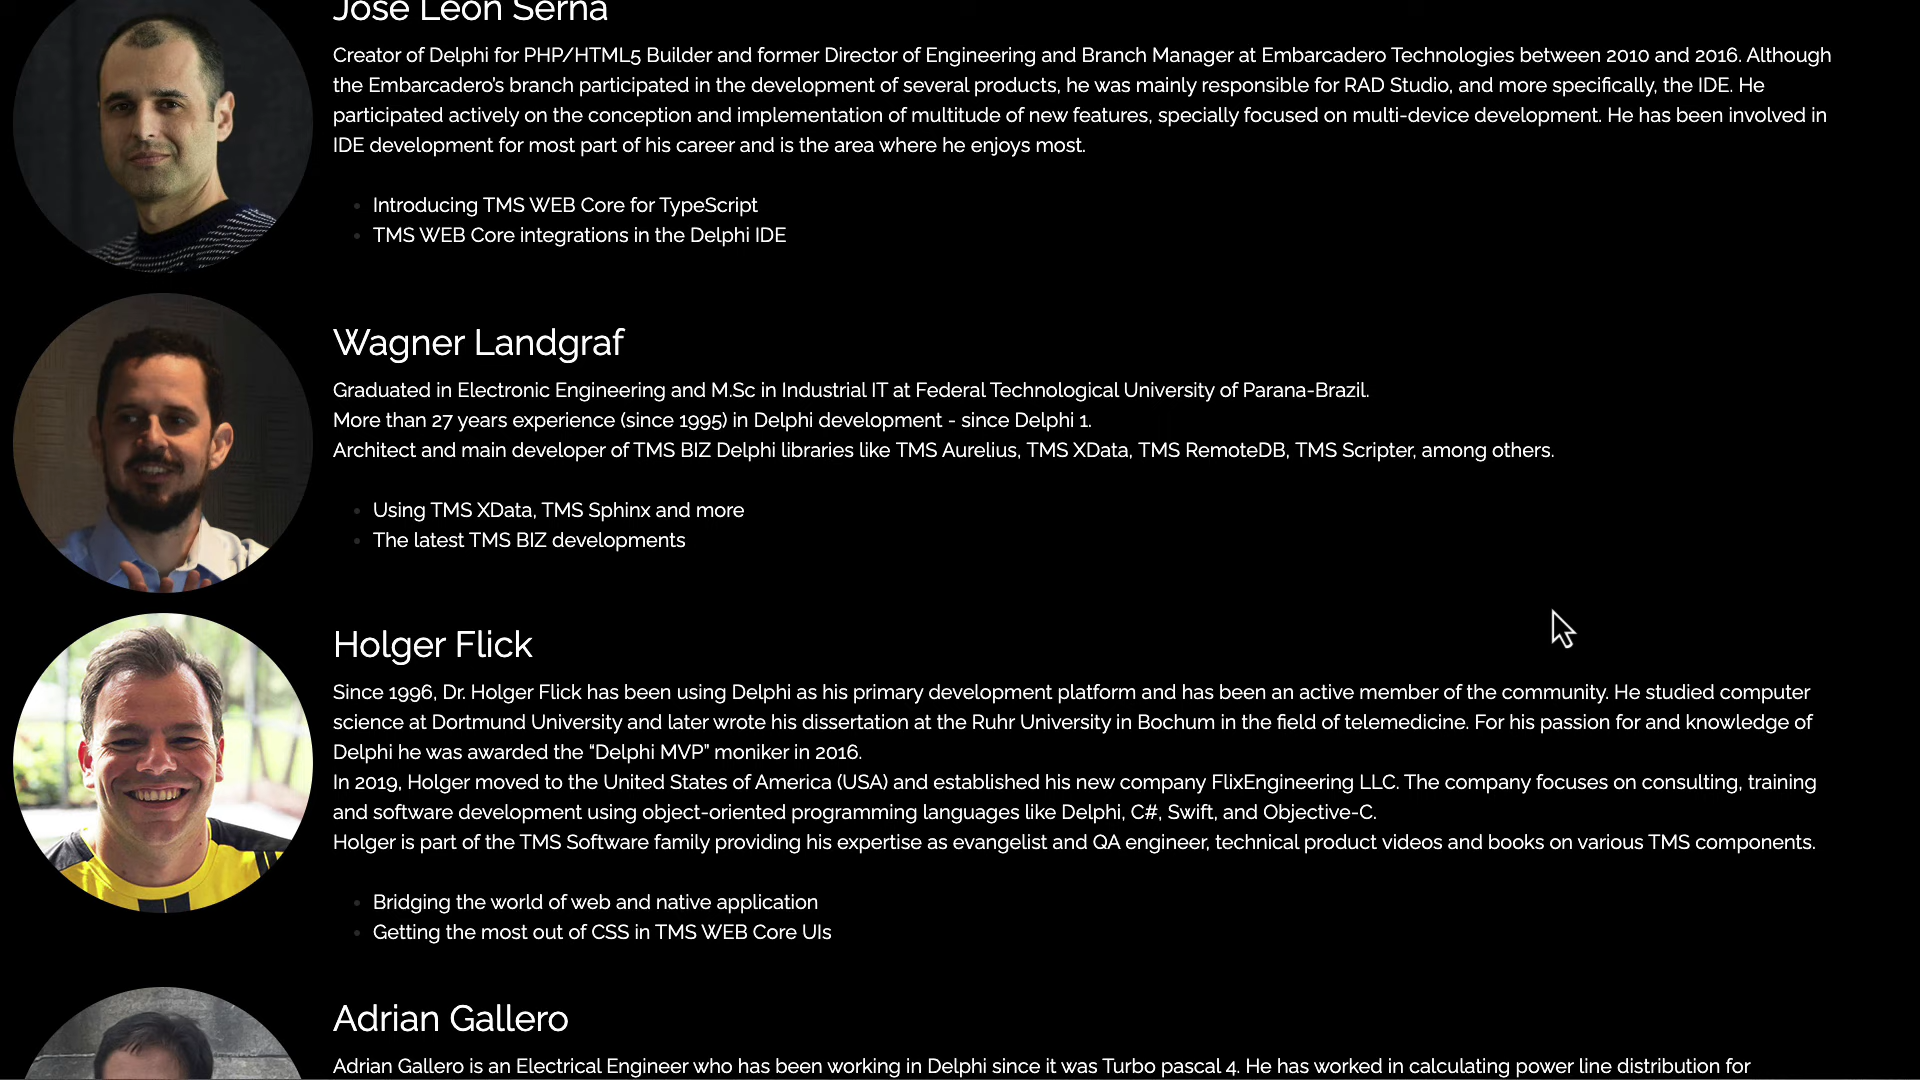 Jose Leon Serna
Creator of Delphi for PHP/HTML5 Builder and former Director of Engineering and Branch Manager at Embarcadero Technologies between 2010 and 2016. Although
the Embarcadero’s branch participated in the development of several products, he was mainly responsible for RAD Studio, and more specifically, the IDE. He
participated actively on the conception and implementation of multitude of new features, specially focused on multi-device development. He has been involved in
IDE development for most part of his career and is the area where he enjoys most.
Introducing TMS WEB Core for TypeScript
TMS WEB Core integrations in the Delphi IDE
Wagner Landgraf
Graduated in Electronic Engineering and M.Sc in Industrial IT at Federal Technological University of Parana-Brazil.
More than 27 years experience (since 1995) in Delphi development - since Delphi 1.
Architect and main developer of TMS BIZ Delphi libraries like TMS Aurelius, TMS XData, TMS RemoteDB, TMS Scripter, among others.
Using TMS XData, TMS Sphinx and more
The latest TMS BIZ developments
Holger Flick
Since 1996, Dr. Holger Flick has been using Delphi as his primary development platform and has been an active member of the community. He studied computer
science at Dortmund University and later wrote his dissertation at the Ruhr University in Bochum in the field of telemedicine. For his passion for and knowledge of
Delphi he was awarded the “Delphi MVP” moniker in 2016.
In 2019, Holger moved to the United States of America (USA) and established his new company FlixEngineering LLC. The company focuses on consulting, training
and software development using object-oriented programming languages like Delphi, C#, Swift, and Objective-C.
Holger is part of the TMS Software family providing his expertise as evangelist and QA engineer, technical product videos and books on various TMS components.
Bridging the world of web and native application
Getting the most out of CSS in TMS WEB Core UIs
Adrian Gallero
Adrian Gallero is an Electrical Engineer who has been working in Delphi since it was Turbo pascal 4. He has worked in calculating power line distribution for